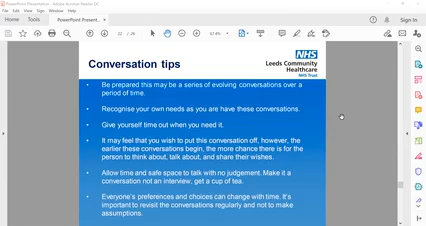 PowerPoint Presentation - Adobe Acrobat Reader DC
File Edit View Sign Window Help
Home Tools PowerPoint Present... × Sign In
67.4%
Conversation tips
NHS
Leeds Community
Healthcare
NHS Trust
• Be prepared this may be a series of evolving conversations over a
period of time.
• Recognise your own needs as you are have these conversations.
• Give yourself time out when you need it.
• It may feel that you wish to put this conversation off, however, the
earlier these conversations begin, the more chance there is for the
person to think about, talk about, and share their wishes.
• Allow time and safe space to talk with no judgement. Make it a
conversation not an interview, get a cup of tea.
• Everyone's preferences and choices can change with time. It's
important to revisit the conversations regularly and not to make
assumptions.